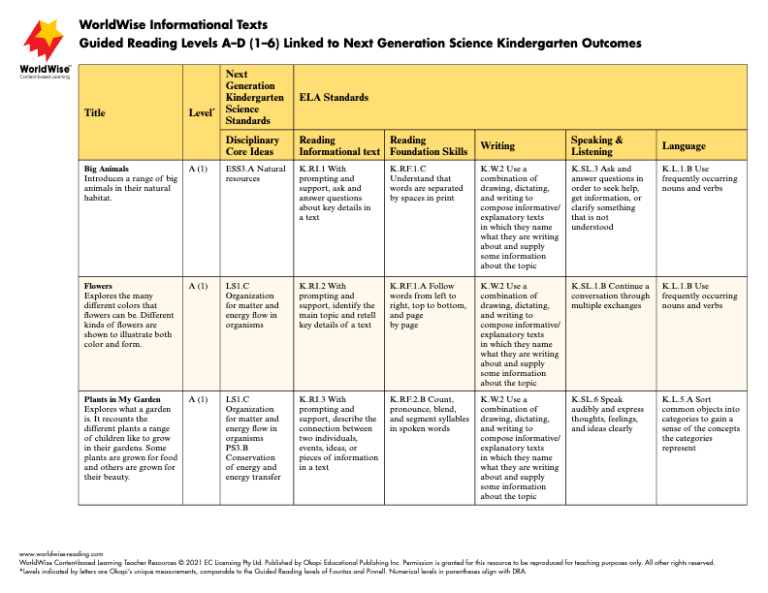 WorldWise Informational Texts
Guided Reading Levels A–D (1–6) Linked to Next Generation Science Kindergarten Outcomes
WorldWise™
Content-based Learning
Title
Level*
Next
Generation
Kindergarten
Science
Standards
ELA Standards
Disciplinary
Core Ideas
Reading
Informational text
Reading
Foundation Skills
Writing
Speaking &
Listening
Language
Big Animals
Introduces a range of big
animals in their natural
habitat.
A (1)
ESS3.A Natural
resources
K.RI.1 With
prompting and
support, ask and
answer questions
about key details in
a text
K.RF.1.C
Understand that
words are separated
by spaces in print
K.W.2 Use a
combination of
drawing, dictating,
and writing to
compose informative/
explanatory texts
in which they name
what they are writing
about and supply
some information
about the topic
K.SL.3 Ask and
answer questions in
order to seek help,
get information, or
clarify something
that is not
understood
K.L.1.B Use
frequently occurring
nouns and verbs
Flowers
Explores the many
different colors that
flowers can be. Different
kinds of flowers are
shown to illustrate both
color and form.
A (1)
LS1.C
Organization
for matter and
energy flow in
organisms
K.RI.2 With
prompting and
support, identify the
main topic and retell
key details of a text
K.RF.1.A Follow
words from left to
right, top to bottom,
and page
by page
K.W.2 Use a
combination of
drawing, dictating,
and writing to
compose informative/
explanatory texts
in which they name
what they are writing
about and supply
some information
about the topic
K.SL.1.B Continue a
conversation through
multiple exchanges
K.L.1.B Use
frequently occurring
nouns and verbs
Plants in My Garden
Explores what a garden
is. It recounts the
different plants a range
of children like to grow
in their gardens. Some
plants are grown for food
and others are grown for
their beauty.
A (1)
LS1.C
Organization
for matter and
energy flow in
organisms
PS3.B
Conservation
of energy and
energy transfer
K.RI.3 With
prompting and
support, describe the
connection between
two individuals,
events, ideas, or
pieces of information
in a text
K.RF.2.B Count,
pronounce, blend,
and segment syllables
in spoken words
K.W.2 Use a
combination of
drawing, dictating,
and writing to
compose informative/
explanatory texts
in which they name
what they are writing
about and supply
some information
about the topic
K.SL.6 Speak
audibly and express
thoughts, feelings,
and ideas clearly
K.L.5.A Sort
common objects into
categories to gain a
sense of the concepts
the categories
represent
www.worldwise-reading.com
WorldWise Content-based Learning Teacher Resources © 2021 EC Licensing Pty Ltd. Published by Okapi Educational Publishing Inc. Permission is granted for this resource to be reproduced for teaching purposes only. All other rights reserved.
*Levels indicated by letters are Okapi's unique measurements, comparable to the Guided Reading levels of Fountas and Pinnell. Numerical levels in parentheses align with DRA.